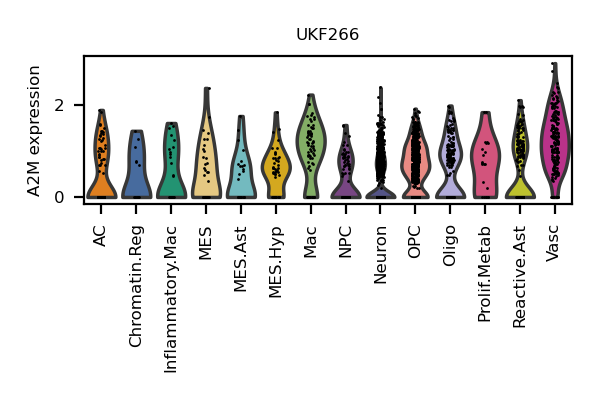 UKF266
A2M expression
2
0
AC
Chromatin.Reg
Inflammatory.Mac
MES
MES.Ast
MES.Hyp
Mac
NPC
Neuron
OPC
Oligo
Prolif.Metab
Reactive.Ast
Vasc